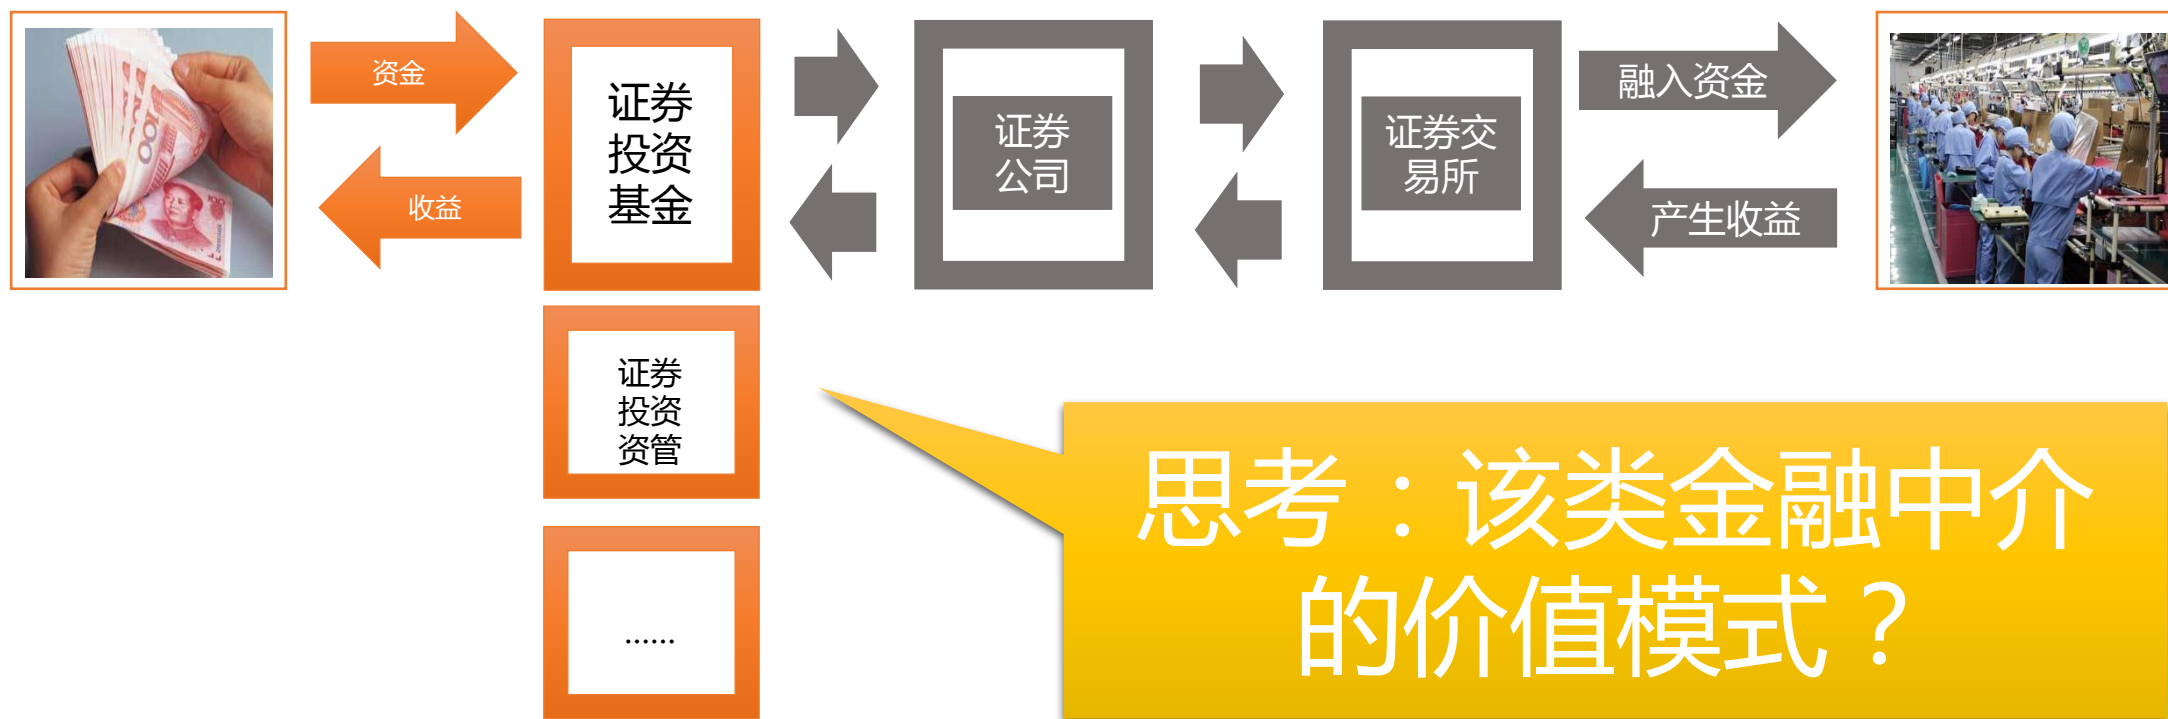 资金
收益
证券
投资
基金
证券
公司
证券交
易所
融入资金
产生收益
证券
投资
资管
......
思考：该类金融中介
的价值模式？
100